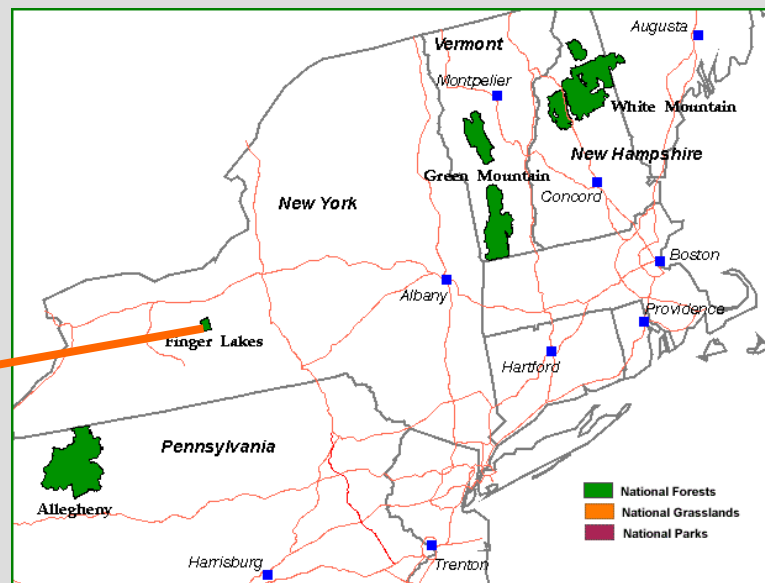 Augusta
Vermont
Montpelier
White Mountain
New Hampshire
Green Mountain
Concord
New York
Boston
Albany
Providence
Finger Lakes
Hartford
Pennsylvania
Allegheny
National Forests
National Grasslands
National Parks
Harrisburg
Trenton